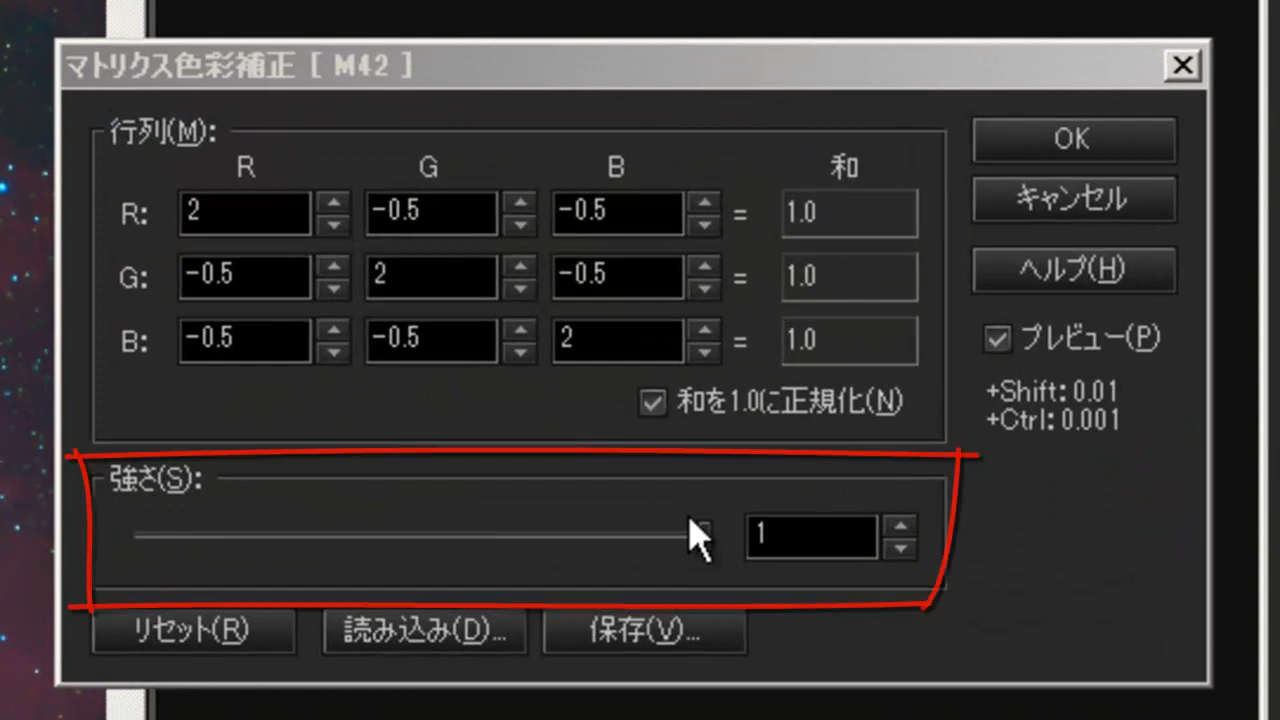 マトリクス色彩補正 [ M42 ]
行列(M):
R G B 和
R: 2 -0.5 -0.5 = 1.0
G: -0.5 2 -0.5 = 1.0
B: -0.5 -0.5 2 = 1.0
和を1.0に正規化(N)
強さ(S):
1
リセット(R) 読み込み(D)... 保存(V)...
OK
キャンセル
ヘルプ(H)
プレビュー(P)
+Shift: 0.01
+Ctrl: 0.001